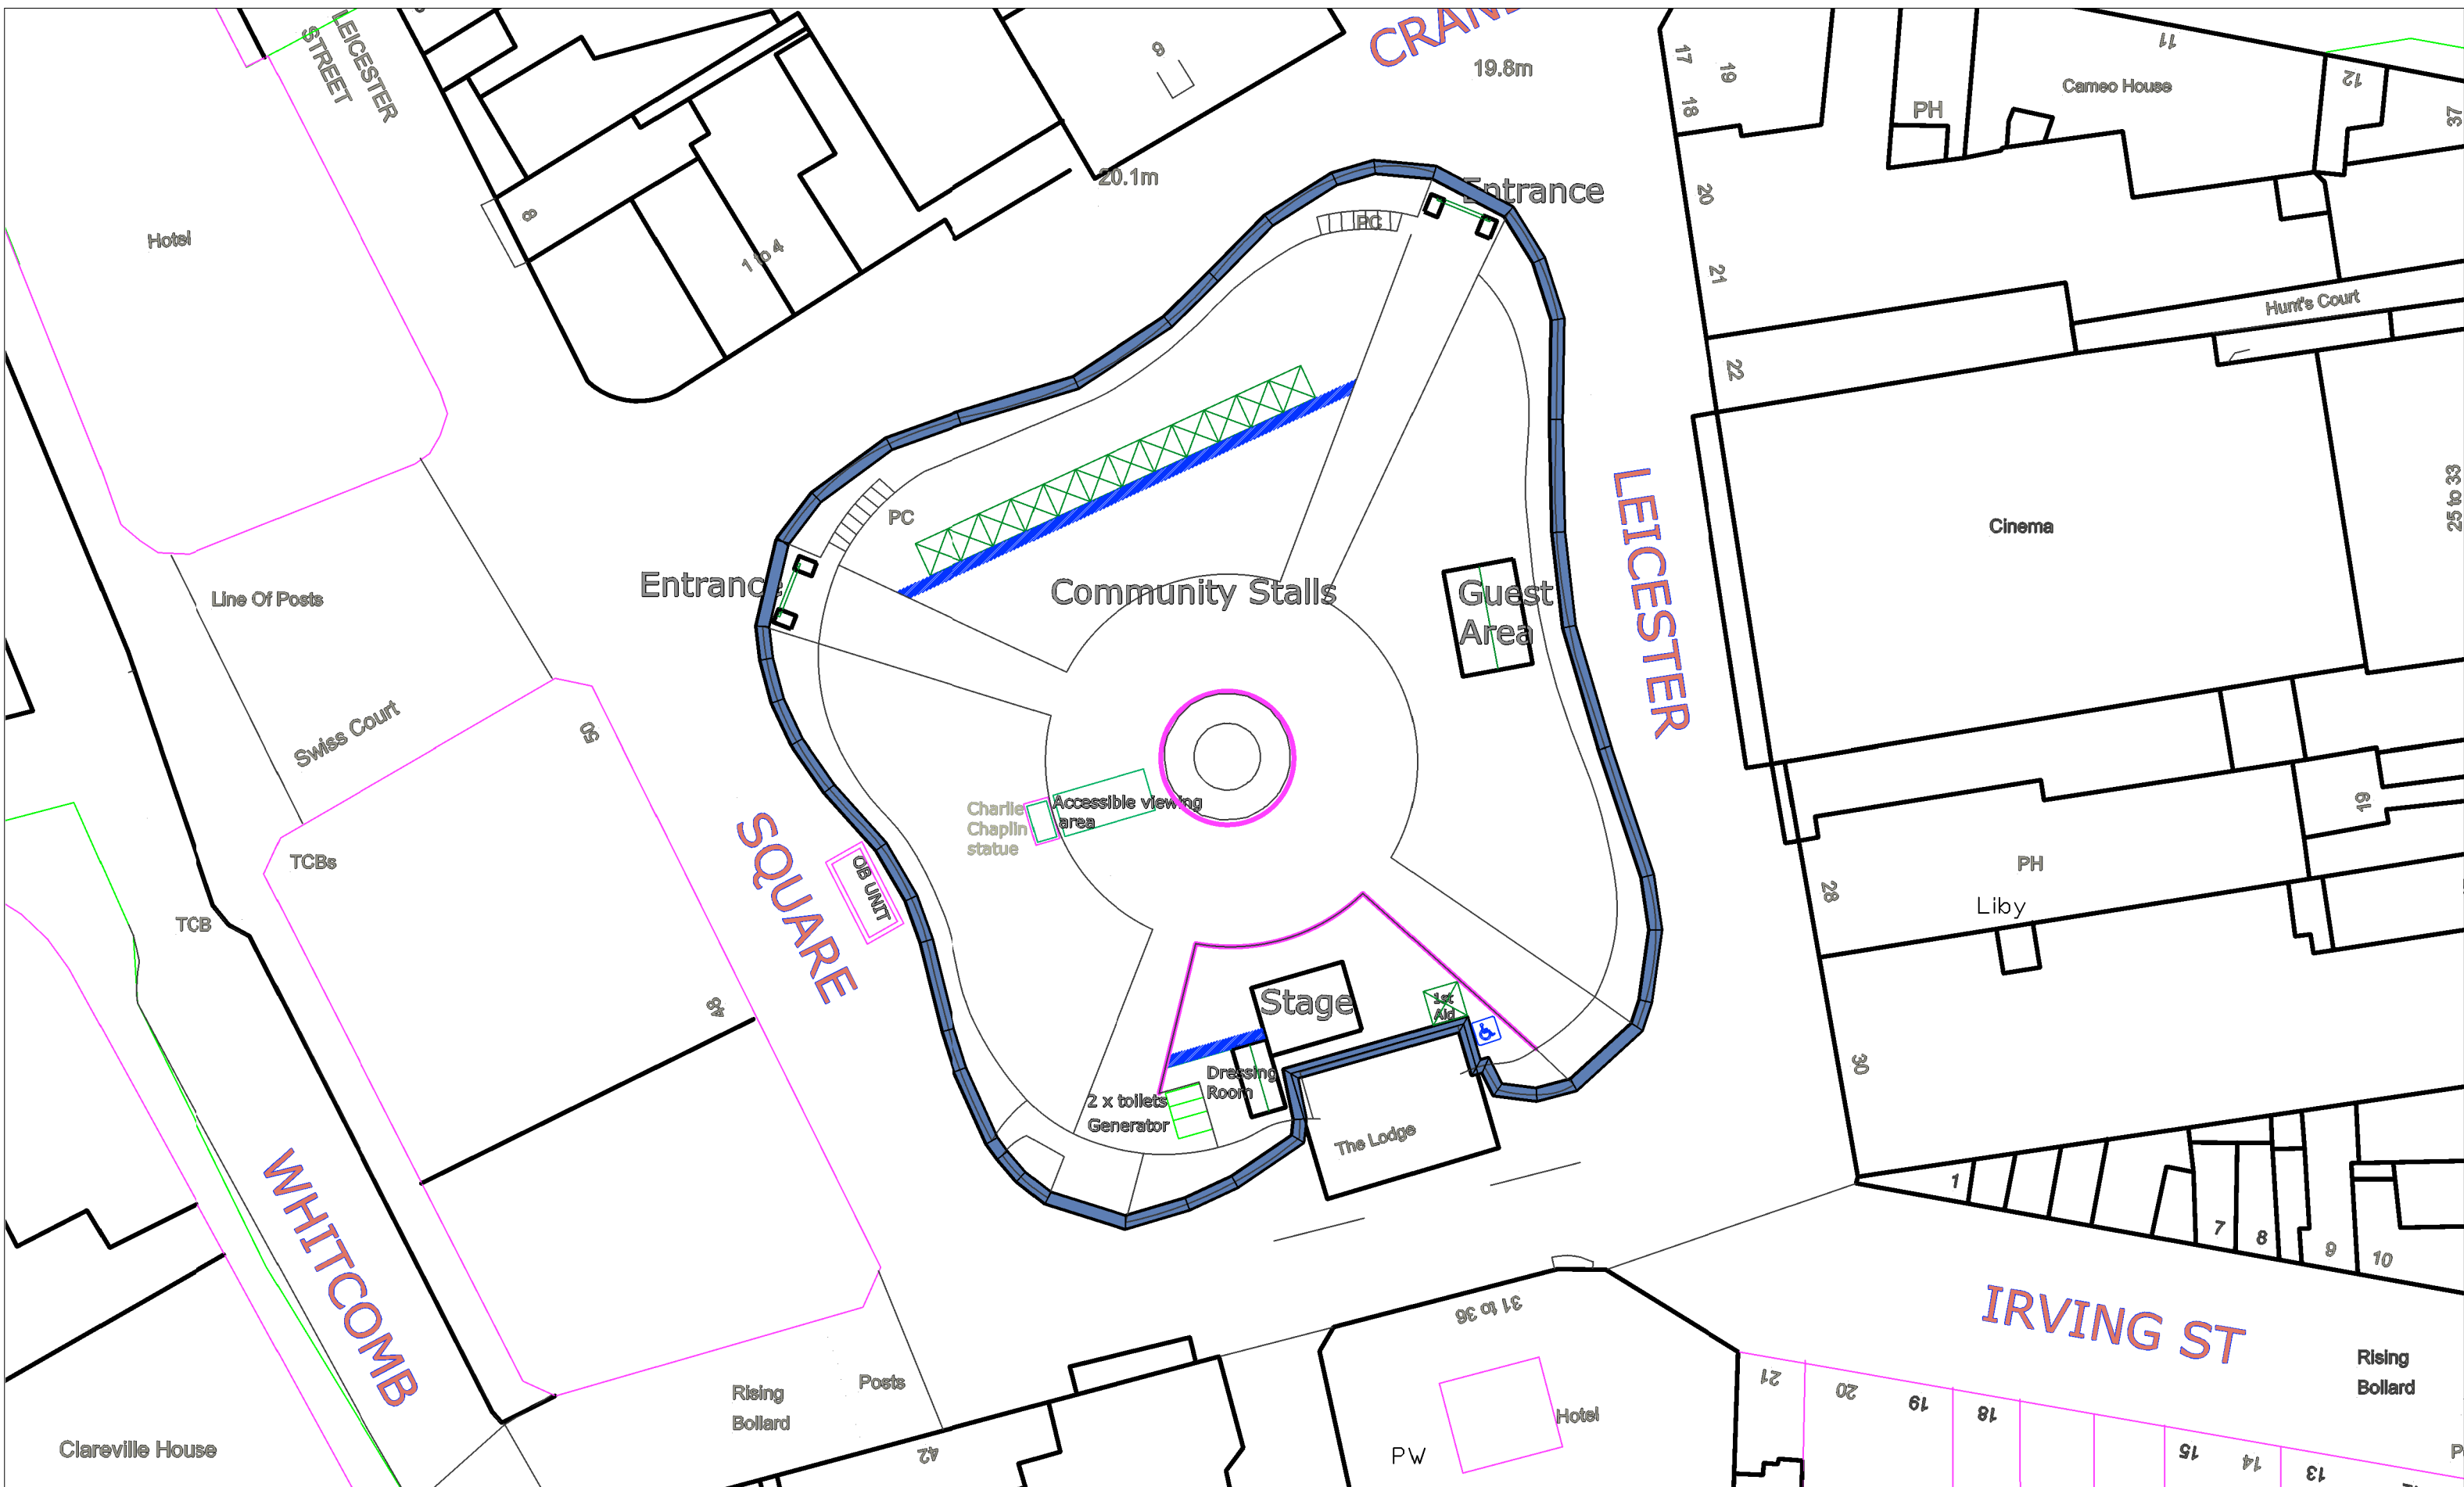 LEICESTER
STREET
CRAN
19.8m
6
11
17
19
18
PH
Cameo House
12
37
20.1m
Entrance
PC
20
Hotel
8
1 to 4
21
Hunt's Court
22
PC
Cinema
25 to 33
LEICESTER
Entrance
Community Stalls
Guest
Area
Line Of Posts
Swiss Court
50
Charlie
Chaplin
statue
Accessible viewing
area
19
SQUARE
OB UNIT
TCBs
TCB
PH
28
Liby
48
Stage
1st
Aid
30
Dressing
Room
2 x toilets
Generator
The Lodge
WHITCOMB
1
7
8
9
10
31 to 36
IRVING ST
Rising
Bollard
Posts
Rising
Bollard
21
20
19
18
15
14
13
Hotel
PW
42
Clareville House
P